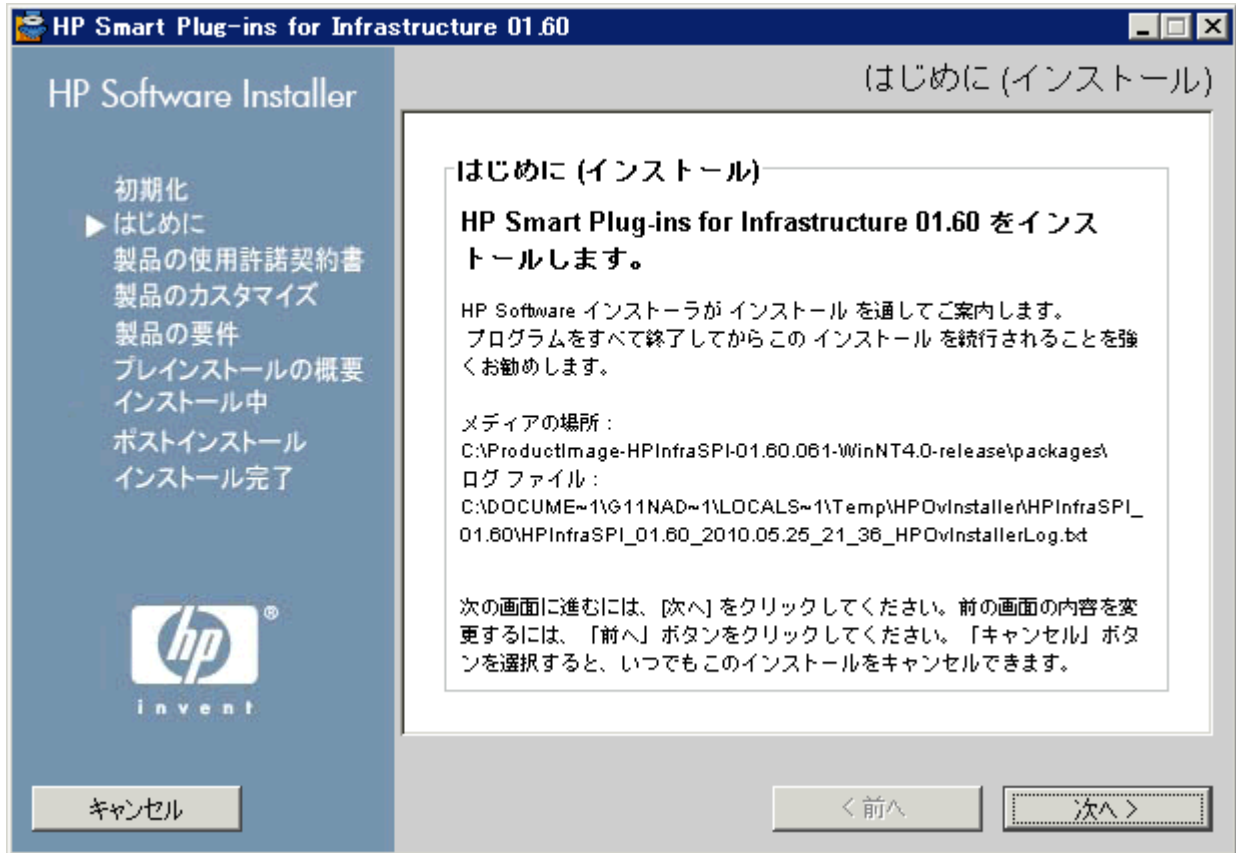 HP Smart Plug-ins for Infrastructure 01.60
HP Software Installer
初期化
はじめに
製品の使用許諾契約書
製品のカスタマイズ
製品の要件
プレインストールの概要
インストール中
ポストインストール
インストール完了
hp
®
invent
はじめに (インストール)
はじめに (インストール)
HP Smart Plug-ins for Infrastructure 01.60 をインス
トールします。
HP Software インストーラが インストール を通してご案内します。
プログラムをすべて終了してからこの インストール を続行されることを強
くお勧めします。
メディアの場所 :
C:\ProductImage-HPInfraSPI-01.60.061-WinNT4.0-release\packages\
ログ ファイル :
C:\DOCUME~1\G11NAD~1\LOCALS~1\Temp\HPOvInstaller\HPInfraSPI_
01.60\HPInfraSPI_01.60_2010.05.25_21_36_HPOvInstallerLog.txt
次の画面に進むには、[次へ] をクリックしてください。前の画面の内容を変
更するには、「前へ」ボタンをクリックしてください。「キャンセル」ボタ
ンを選択すると、いつでもこのインストールをキャンセルできます。
キャンセル
< 前へ
次へ >